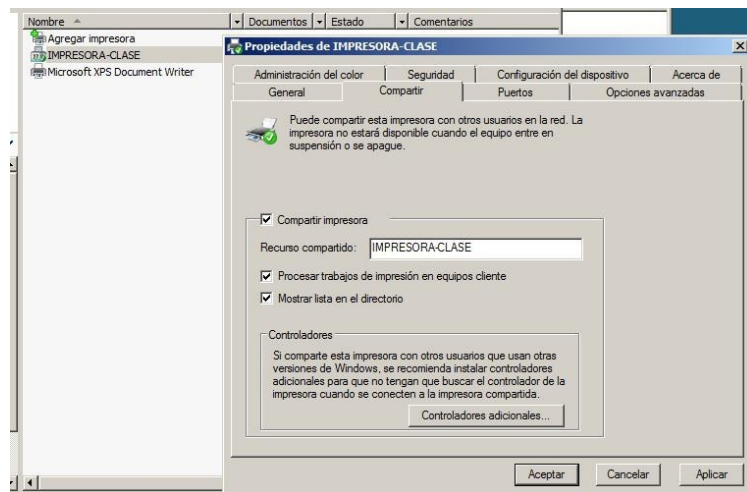 Nombre Documentos Estado Comentarios
Agregar impresora
IMPRESORA-CLASE
Microsoft XPS Document Writer
Propiedades de IMPRESORA-CLASE
Administración del color Seguridad Configuración del dispositivo Acerca de
General Compartir Puertos Opciones avanzadas
Puede compartir esta impresora con otros usuarios en la red. La
impresora no estará disponible cuando el equipo entre en
suspensión o se apague.
Compartir impresora
Recurso compartido: IMPRESORA-CLASE
Procesar trabajos de impresión en equipos cliente
Mostrar lista en el directorio
Controladores
Si comparte esta impresora con otros usuarios que usan otras
versiones de Windows, se recomienda instalar controladores
adicionales para que no tengan que buscar el controlador de la
impresora cuando se conecten a la impresora compartida.
Controladores adicionales...
Aceptar Cancelar Aplicar